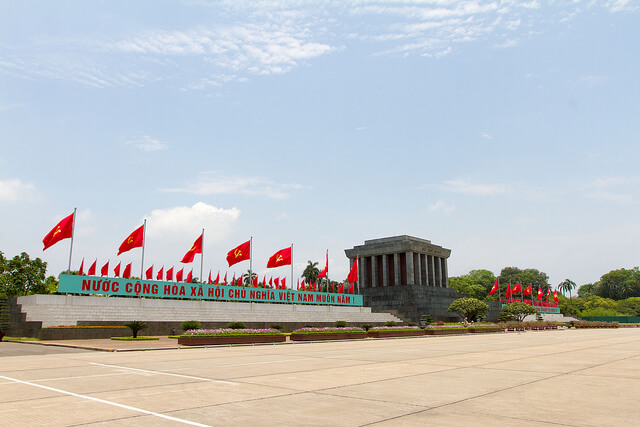 NƯỚC CỘNG HÒA XÃ HỘI CHỦ NGHĨA VIỆT NAM MUÔN NĂM !